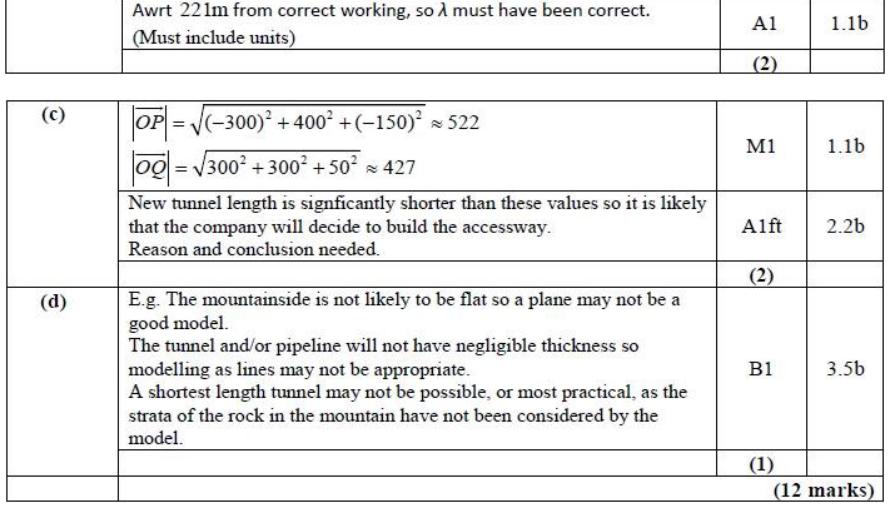 Awrt 221m from correct working, so λ must have been correct.
(Must include units)
A1
1.1b
(2)
(c)
|OP| = √((−300)² + 400² + (−150)²) ≈ 522
|OQ| = √(300² + 300² + 50²) ≈ 427
M1
1.1b
New tunnel length is signficantly shorter than these values so it is likely
that the company will decide to build the accessway.
Reason and conclusion needed.
A1ft
2.2b
(2)
(d)
E.g. The mountainside is not likely to be flat so a plane may not be a
good model.
The tunnel and/or pipeline will not have negligible thickness so
modelling as lines may not be appropriate.
A shortest length tunnel may not be possible, or most practical, as the
strata of the rock in the mountain have not been considered by the
model.
B1
3.5b
(1)
(12 marks)